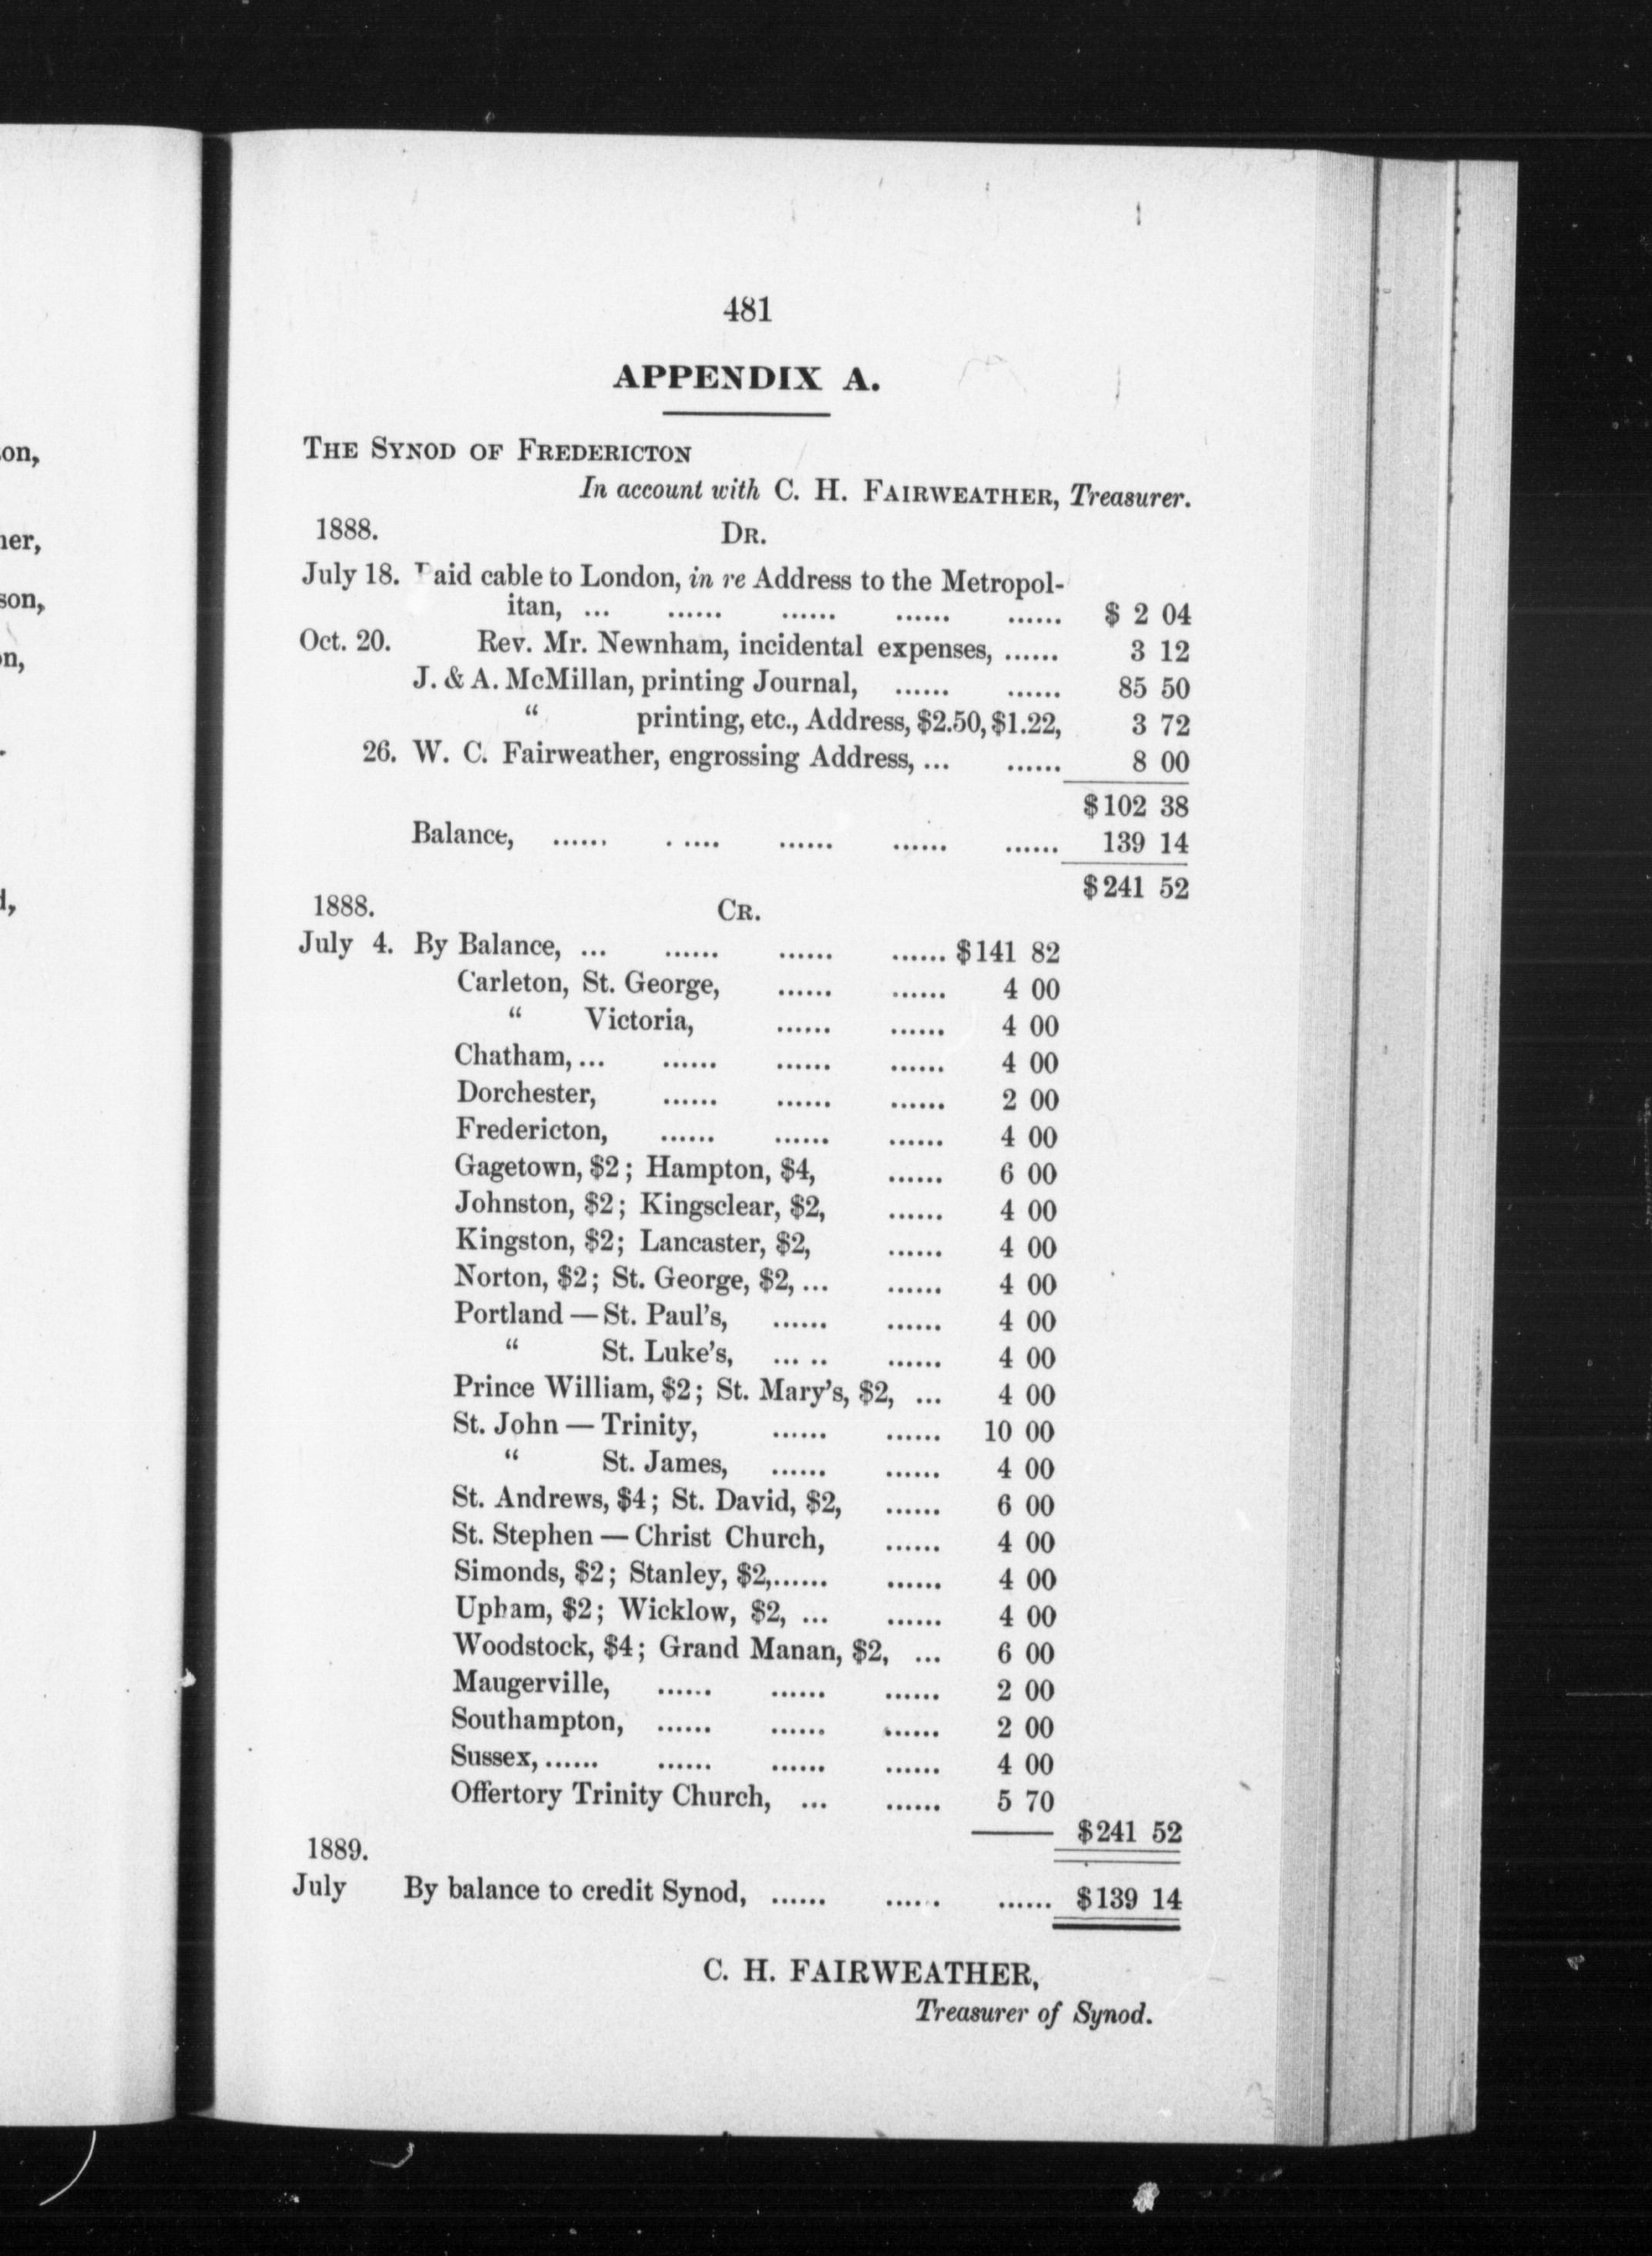 on,
ner,
son,
on,
481
APPENDIX A.
THE SYNOD OF FREDERICTON
In account with C. H. FAIRWEATHER, Treasurer.
1888. DR.
July 18. Paid cable to London, in re Address to the Metropol-
itan, ... ...... ...... ...... ...... $ 2 04
Oct. 20. Rev. Mr. Newnham, incidental expenses, ...... 3 12
J. & A. McMillan, printing Journal, ...... ...... 85 50
“ printing, etc., Address, $2.50, $1.22, 3 72
26. W. C. Fairweather, engrossing Address, ... ...... 8 00
$102 38
Balance, ...... . .... ...... ...... ...... 139 14
$241 52
1888. CR.
July 4. By Balance, ... ...... ...... ...... $141 82
Carleton, St. George, ...... ...... 4 00
“ Victoria, ...... ...... 4 00
Chatham, ... ...... ...... ...... 4 00
Dorchester, ...... ...... ...... 2 00
Fredericton, ...... ...... ...... 4 00
Gagetown, $2; Hampton, $4, ...... 6 00
Johnston, $2; Kingsclear, $2, ...... 4 00
Kingston, $2; Lancaster, $2, ...... 4 00
Norton, $2; St. George, $2, ... ...... 4 00
Portland — St. Paul's, ...... ...... 4 00
“ St. Luke's, ... .. ...... 4 00
Prince William, $2; St. Mary's, $2, ... 4 00
St. John — Trinity, ...... ...... 10 00
“ St. James, ...... ...... 4 00
St. Andrews, $4; St. David, $2, ...... 6 00
St. Stephen — Christ Church, ...... 4 00
Simonds, $2; Stanley, $2,...... ...... 4 00
Upham, $2; Wicklow, $2, ... ...... 4 00
Woodstock, $4; Grand Manan, $2, ... 6 00
Maugerville, ...... ...... ...... 2 00
Southampton, ...... ...... ...... 2 00
Sussex, ...... ...... ...... ...... 4 00
Offertory Trinity Church, ... ...... 5 70
$241 52
1889.
July By balance to credit Synod, ...... ...... ...... $139 14
C. H. FAIRWEATHER,
Treasurer of Synod.